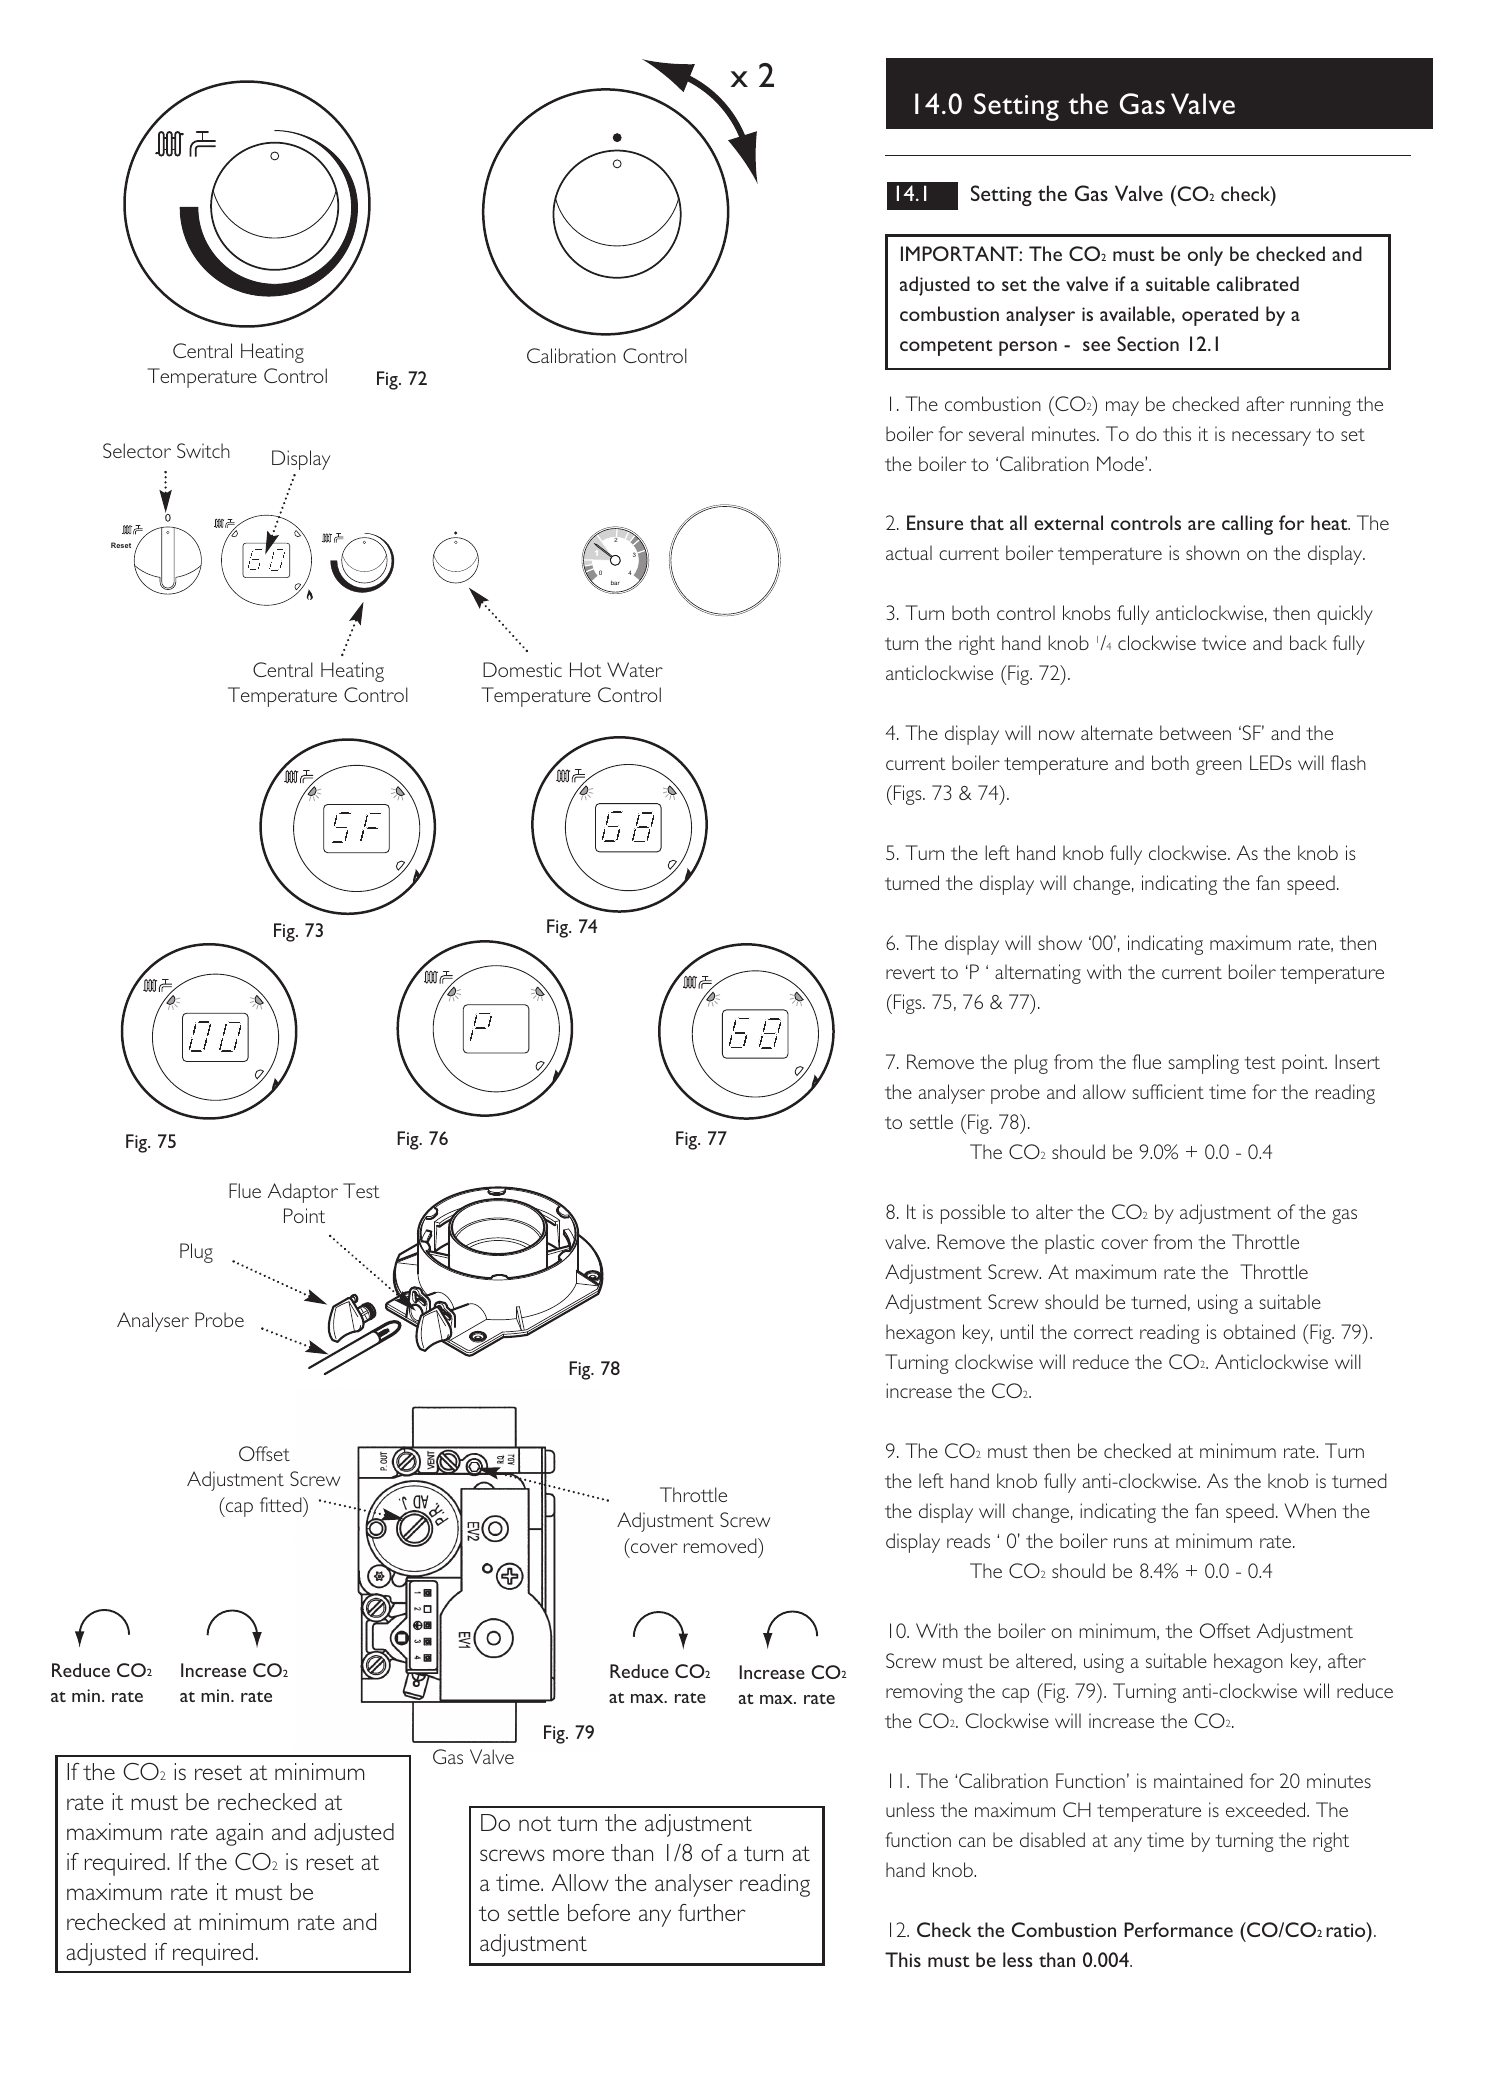 x 2
Central Heating
Temperature Control
Fig. 72
Calibration Control
Selector Switch
Display
0
Reset
60
0
1
2
3
4
bar
Central Heating
Temperature Control
Domestic Hot Water
Temperature Control
SF
68
Fig. 73
Fig. 74
00
P
68
Fig. 75
Fig. 76
Fig. 77
Flue Adaptor Test
Point
Plug
Analyser Probe
Fig. 78
Offset
Adjustment Screw
(cap fitted)
P. OUT
VENT
R.Q.
ADJ.
P.R. AD J.
EV2
EV1
1
2
3
4
Throttle
Adjustment Screw
(cover removed)
Reduce CO2
at min. rate
Increase CO2
at min. rate
Reduce CO2
at max. rate
Increase CO2
at max. rate
Fig. 79
Gas Valve
If the CO2 is reset at minimum
rate it must be rechecked at
maximum rate again and adjusted
if required. If the CO2 is reset at
maximum rate it must be
rechecked at minimum rate and
adjusted if required.
Do not turn the adjustment
screws more than 1/8 of a turn at
a time. Allow the analyser reading
to settle before any further
adjustment
14.0 Setting the Gas Valve
14.1 Setting the Gas Valve (CO2 check)
IMPORTANT: The CO2 must be only be checked and
adjusted to set the valve if a suitable calibrated
combustion analyser is available, operated by a
competent person - see Section 12.1
1. The combustion (CO2) may be checked after running the
boiler for several minutes. To do this it is necessary to set
the boiler to ‘Calibration Mode’.
2. Ensure that all external controls are calling for heat. The
actual current boiler temperature is shown on the display.
3. Turn both control knobs fully anticlockwise, then quickly
turn the right hand knob 1/4 clockwise twice and back fully
anticlockwise (Fig. 72).
4. The display will now alternate between ‘SF’ and the
current boiler temperature and both green LEDs will flash
(Figs. 73 & 74).
5. Turn the left hand knob fully clockwise. As the knob is
turned the display will change, indicating the fan speed.
6. The display will show ‘00’, indicating maximum rate, then
revert to ‘P ‘ alternating with the current boiler temperature
(Figs. 75, 76 & 77).
7. Remove the plug from the flue sampling test point. Insert
the analyser probe and allow sufficient time for the reading
to settle (Fig. 78).
The CO2 should be 9.0% + 0.0 - 0.4
8. It is possible to alter the CO2 by adjustment of the gas
valve. Remove the plastic cover from the Throttle
Adjustment Screw. At maximum rate the Throttle
Adjustment Screw should be turned, using a suitable
hexagon key, until the correct reading is obtained (Fig. 79).
Turning clockwise will reduce the CO2. Anticlockwise will
increase the CO2.
9. The CO2 must then be checked at minimum rate. Turn
the left hand knob fully anti-clockwise. As the knob is turned
the display will change, indicating the fan speed. When the
display reads ‘ 0’ the boiler runs at minimum rate.
The CO2 should be 8.4% + 0.0 - 0.4
10. With the boiler on minimum, the Offset Adjustment
Screw must be altered, using a suitable hexagon key, after
removing the cap (Fig. 79). Turning anti-clockwise will reduce
the CO2. Clockwise will increase the CO2.
11. The ‘Calibration Function’ is maintained for 20 minutes
unless the maximum CH temperature is exceeded. The
function can be disabled at any time by turning the right
hand knob.
12. Check the Combustion Performance (CO/CO2 ratio).
This must be less than 0.004.